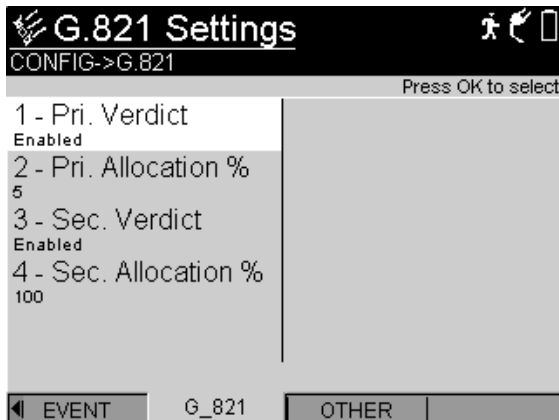 G.821 Settings
CONFIG->G.821
Press OK to select
1 - Pri. Verdict
Enabled
2 - Pri. Allocation %
5
3 - Sec. Verdict
Enabled
4 - Sec. Allocation %
100
EVENT G_821 OTHER